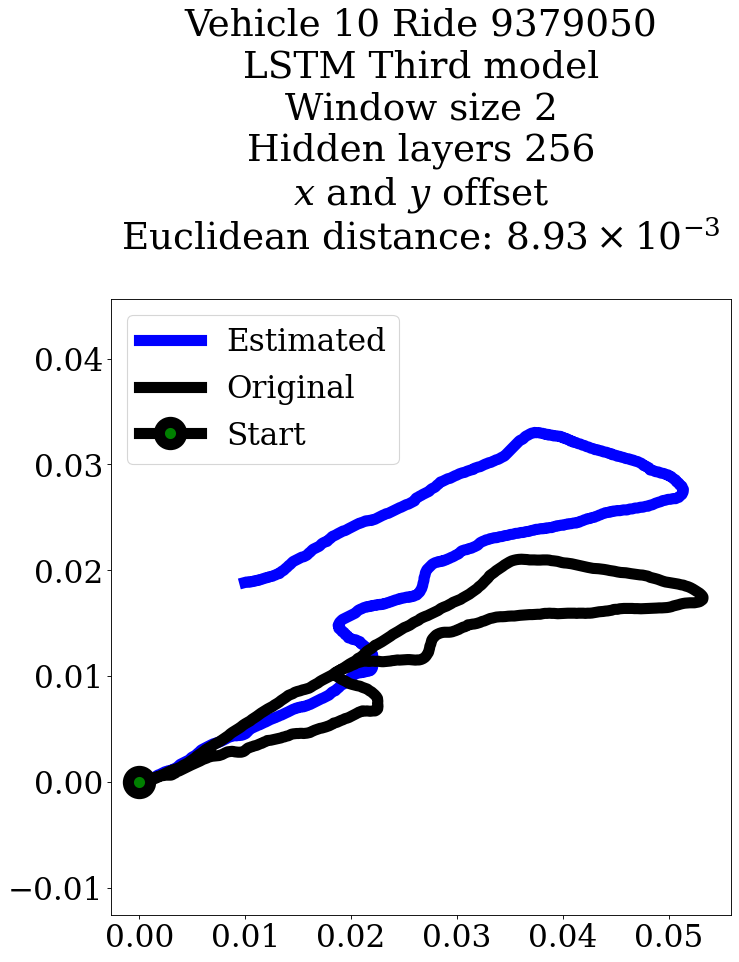 Vehicle 10 Ride 9379050
LSTM Third model
Window size 2
Hidden layers 256
x and y offset
Euclidean distance: 8.93 × 10⁻³
Estimated
Original
Start
0.04
0.03
0.02
0.01
0.00
−0.01
0.00 0.01 0.02 0.03 0.04 0.05